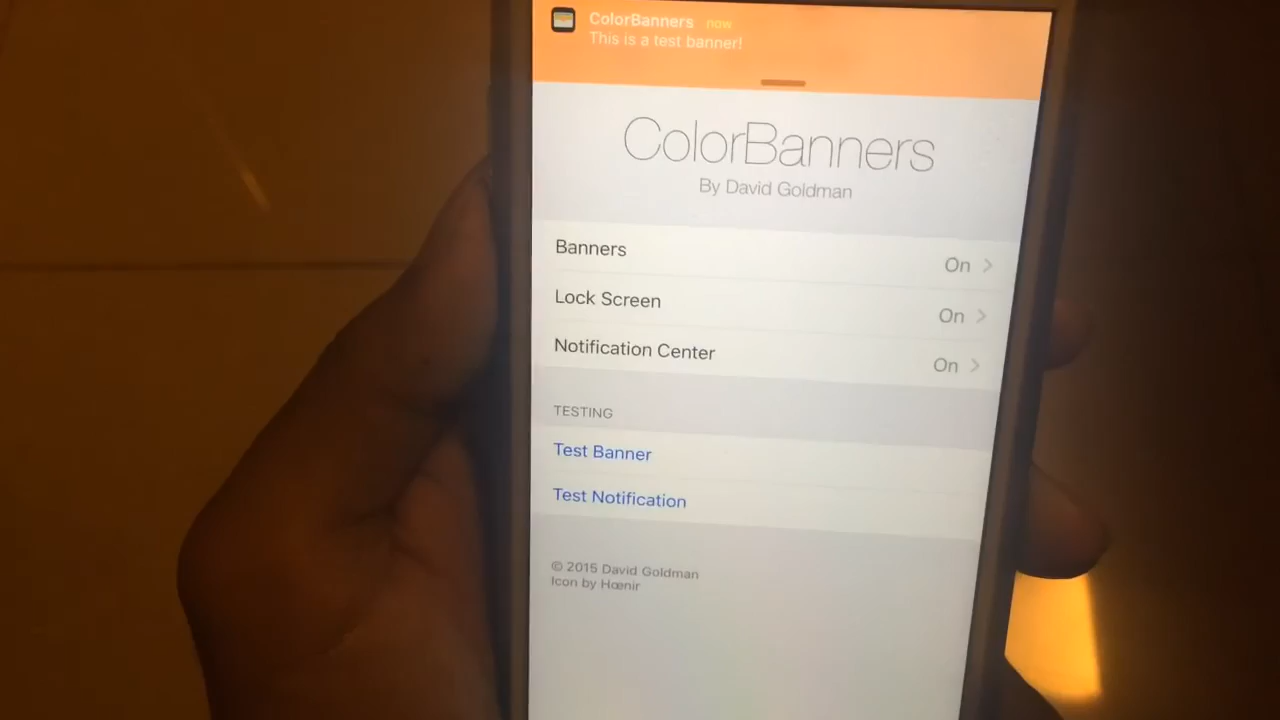 ColorBanners now
This is a test banner!
ColorBanners
By David Goldman
Banners On
Lock Screen On
Notification Center On
TESTING
Test Banner
Test Notification
© 2015 David Goldman
Icon by Hœnir